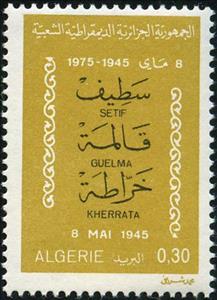 الجمهورية الجزائرية الديمقراطية الشعبية
8 ماي 1945-1975
سطيف
SETIF
قالمة
GUELMA
خراطة
KHERRATA
8 MAI 1945
ALGERIE البريد 0,30